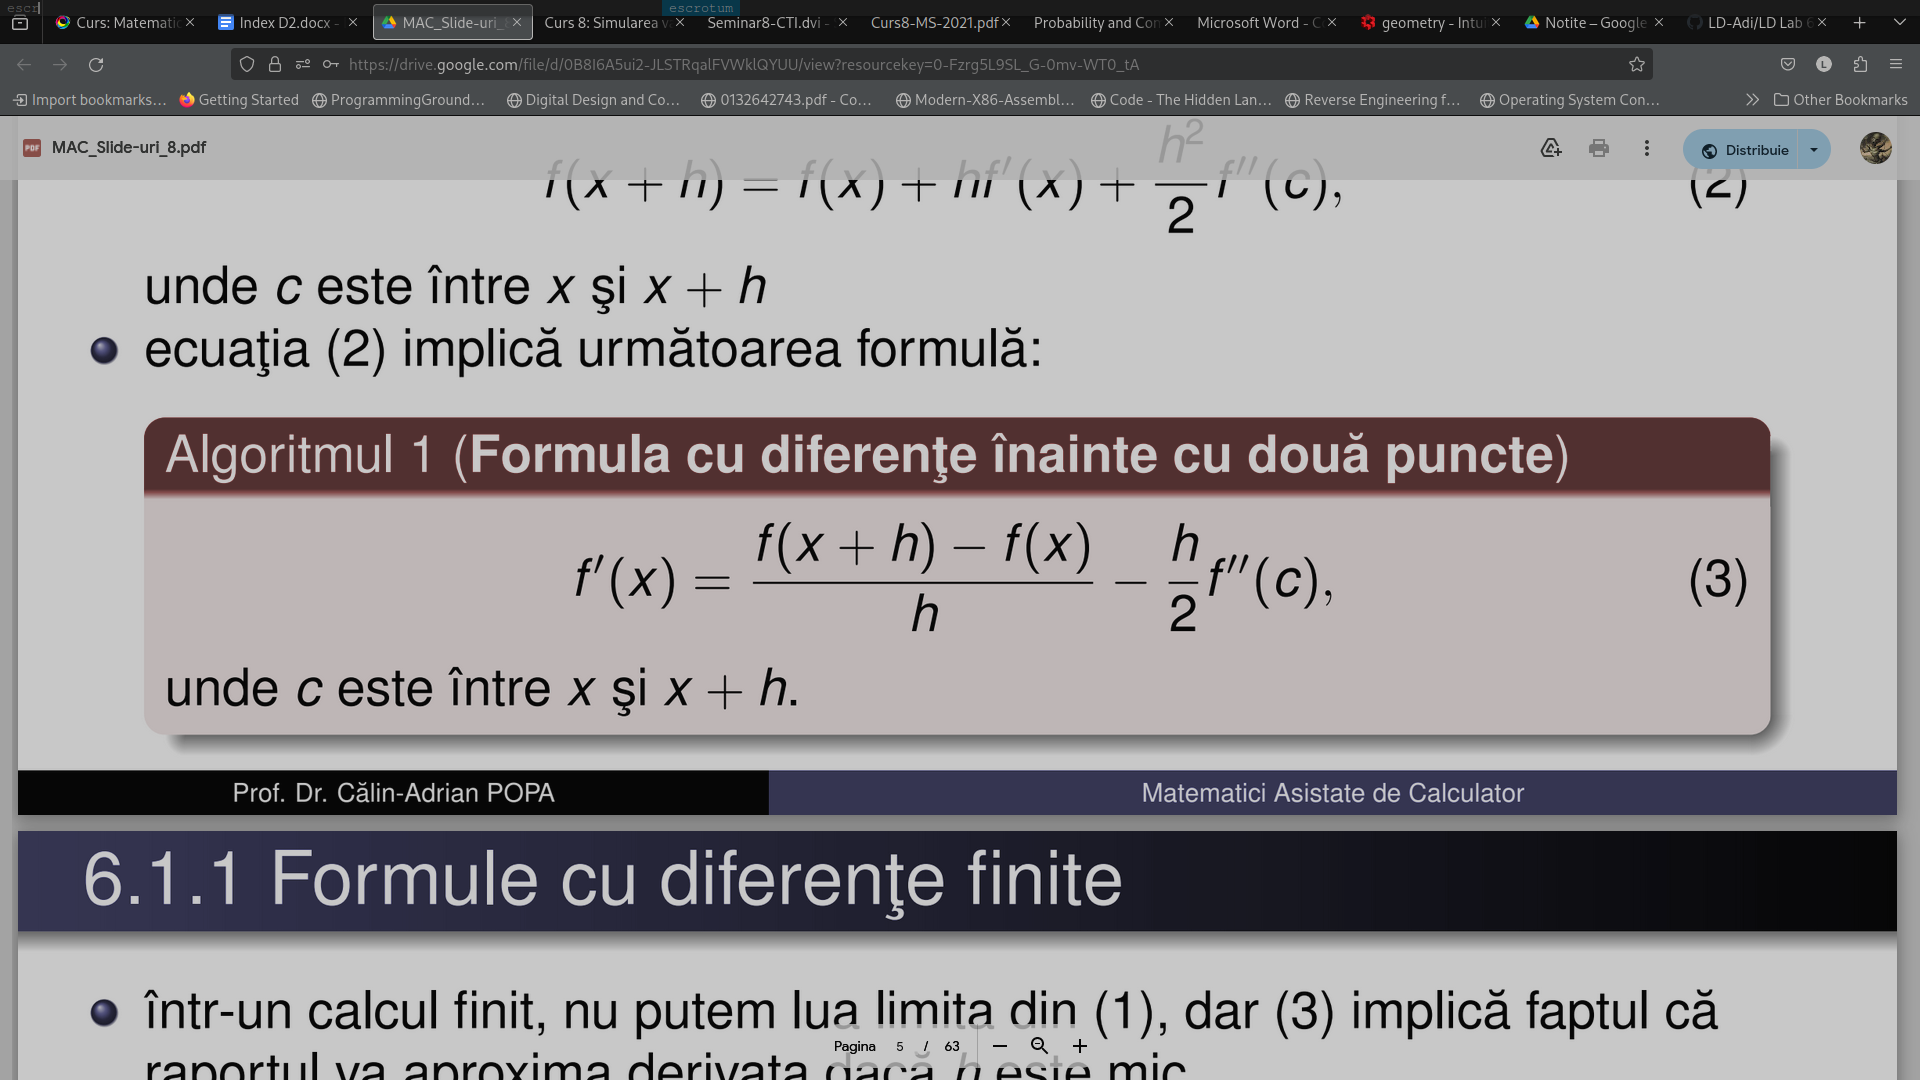 escr
escrotum
Curs: Matematic
Index D2.docx -
MAC_Slide-uri_8
Curs 8: Simularea va
Seminar8-CTI.dvi -
Curs8-MS-2021.pdf
Probability and Con
Microsoft Word - C
geometry - Intui
Notite – Google
LD-Adi/LD Lab 6
https://drive.google.com/file/d/0B8I6A5ui2-JLSTRqalFVWklQYUU/view?resourcekey=0-Fzrg5L9SL_G-0mv-WT0_tA
L
Import bookmarks...
Getting Started
ProgrammingGround...
Digital Design and Co...
0132642743.pdf - Co...
Modern-X86-Assembl...
Code - The Hidden Lan...
Reverse Engineering f...
Operating System Con...
Other Bookmarks
PDF
MAC_Slide-uri_8.pdf
Distribuie
f(x + h) = f(x) + hf′(x) + h²/2 f″(c), (2)
unde c este între x şi x + h
ecuaţia (2) implică următoarea formulă:
Algoritmul 1 (Formula cu diferenţe înainte cu două puncte)
f′(x) = f(x + h) − f(x)/h − h/2 f″(c), (3)
unde c este între x şi x + h.
Prof. Dr. Călin-Adrian POPA
Matematici Asistate de Calculator
6.1.1 Formule cu diferenţe finite
într-un calcul finit, nu putem lua limita din (1), dar (3) implică faptul că
raportul va aproxima derivata dacă h este mic
Pagina 5 / 63